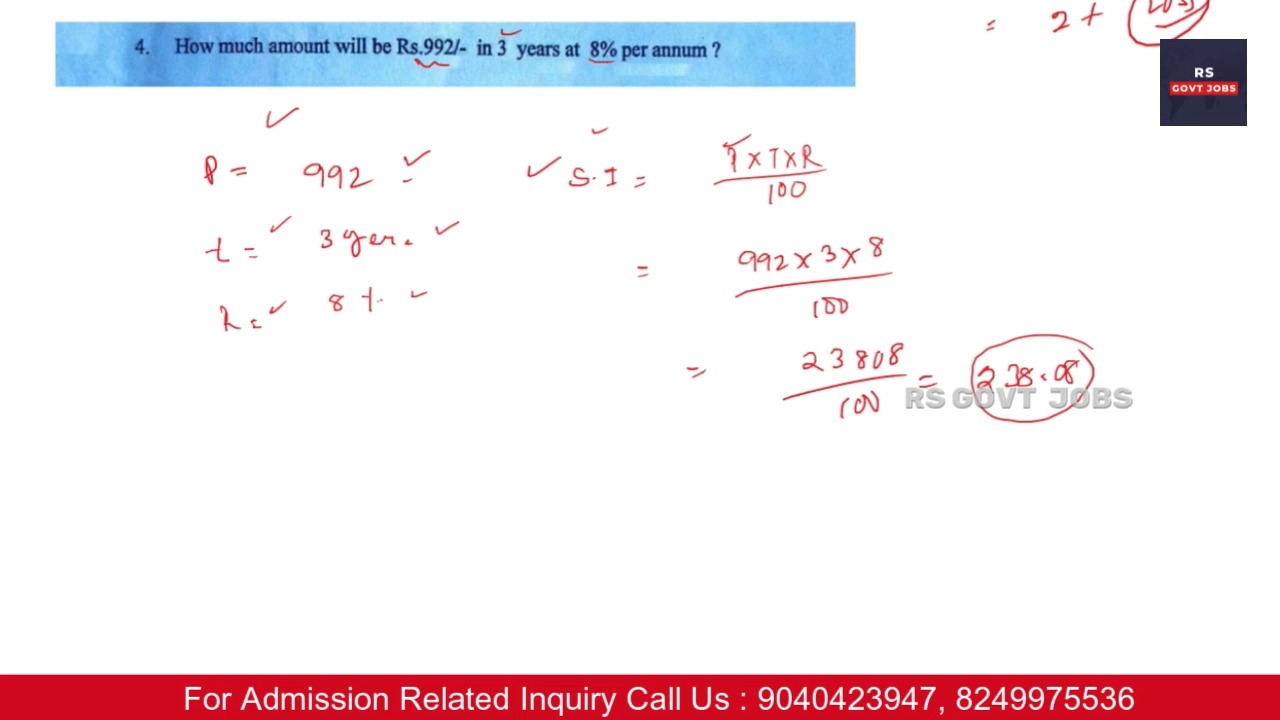 = 2 +
4. How much amount will be Rs.992/- in 3 years at 8% per annum ?
RS
GOVT JOBS
P = 992
S.I = P × T × R
100
t = 3 yer.
= 992 × 3 × 8
100
R = 8 %
= 23808
100
= 238.08
RS GOVT JOBS
For Admission Related Inquiry Call Us : 9040423947, 8249975536